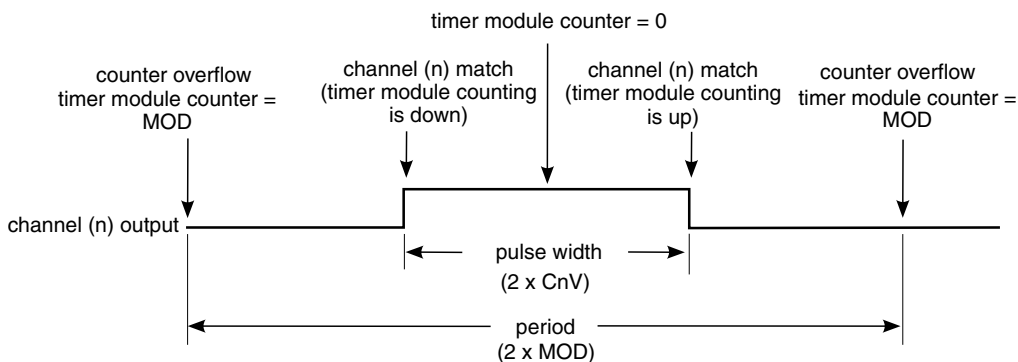 timer module counter = 0
counter overflow
timer module counter =
MOD
channel (n) match
(timer module counting
is down)
channel (n) match
(timer module counting
is up)
counter overflow
timer module counter =
MOD
channel (n) output
pulse width
(2 x CnV)
period
(2 x MOD)